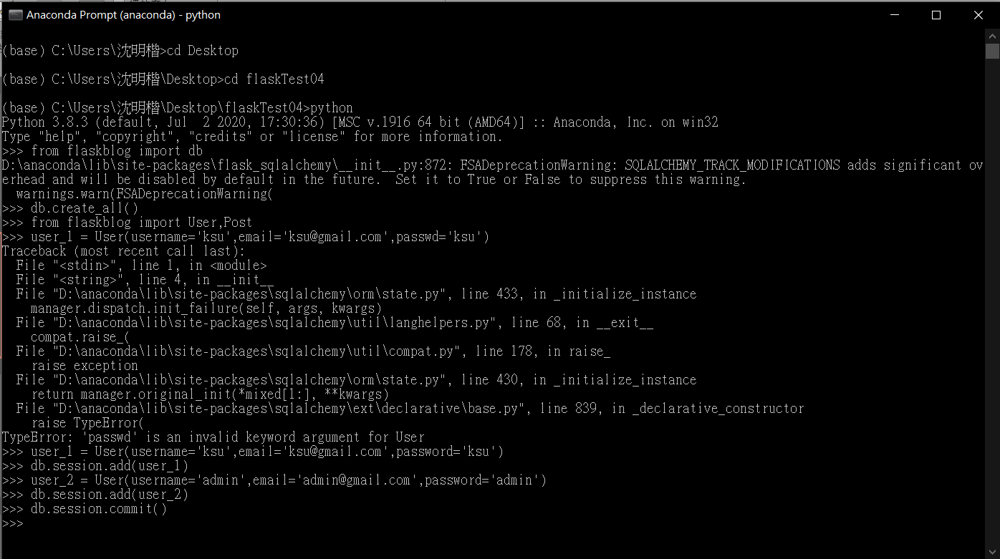 Anaconda Prompt (anaconda) - python
(base) C:\Users\沈明楷>cd Desktop
(base) C:\Users\沈明楷\Desktop>cd flaskTest04
(base) C:\Users\沈明楷\Desktop\flaskTest04>python
Python 3.8.3 (default, Jul  2 2020, 17:30:36) [MSC v.1916 64 bit (AMD64)] :: Anaconda, Inc. on win32
Type "help", "copyright", "credits" or "license" for more information.
>>> from flaskblog import db
D:\anaconda\lib\site-packages\flask_sqlalchemy\__init__.py:872: FSADeprecationWarning: SQLALCHEMY_TRACK_MODIFICATIONS adds significant ov
erhead and will be disabled by default in the future.  Set it to True or False to suppress this warning.
  warnings.warn(FSADeprecationWarning(
>>> db.create_all()
>>> from flaskblog import User,Post
>>> user_1 = User(username='ksu',email='ksu@gmail.com',passwd='ksu')
Traceback (most recent call last):
  File "<stdin>", line 1, in <module>
  File "<string>", line 4, in __init__
  File "D:\anaconda\lib\site-packages\sqlalchemy\orm\state.py", line 433, in _initialize_instance
    manager.dispatch.init_failure(self, args, kwargs)
  File "D:\anaconda\lib\site-packages\sqlalchemy\util\langhelpers.py", line 68, in __exit__
    compat.raise_(
  File "D:\anaconda\lib\site-packages\sqlalchemy\util\compat.py", line 178, in raise_
    raise exception
  File "D:\anaconda\lib\site-packages\sqlalchemy\orm\state.py", line 430, in _initialize_instance
    return manager.original_init(*mixed[1:], **kwargs)
  File "D:\anaconda\lib\site-packages\sqlalchemy\ext\declarative\base.py", line 839, in _declarative_constructor
    raise TypeError(
TypeError: 'passwd' is an invalid keyword argument for User
>>> user_1 = User(username='ksu',email='ksu@gmail.com',password='ksu')
>>> db.session.add(user_1)
>>> user_2 = User(username='admin',email='admin@gmail.com',password='admin')
>>> db.session.add(user_2)
>>> db.session.commit()
>>>